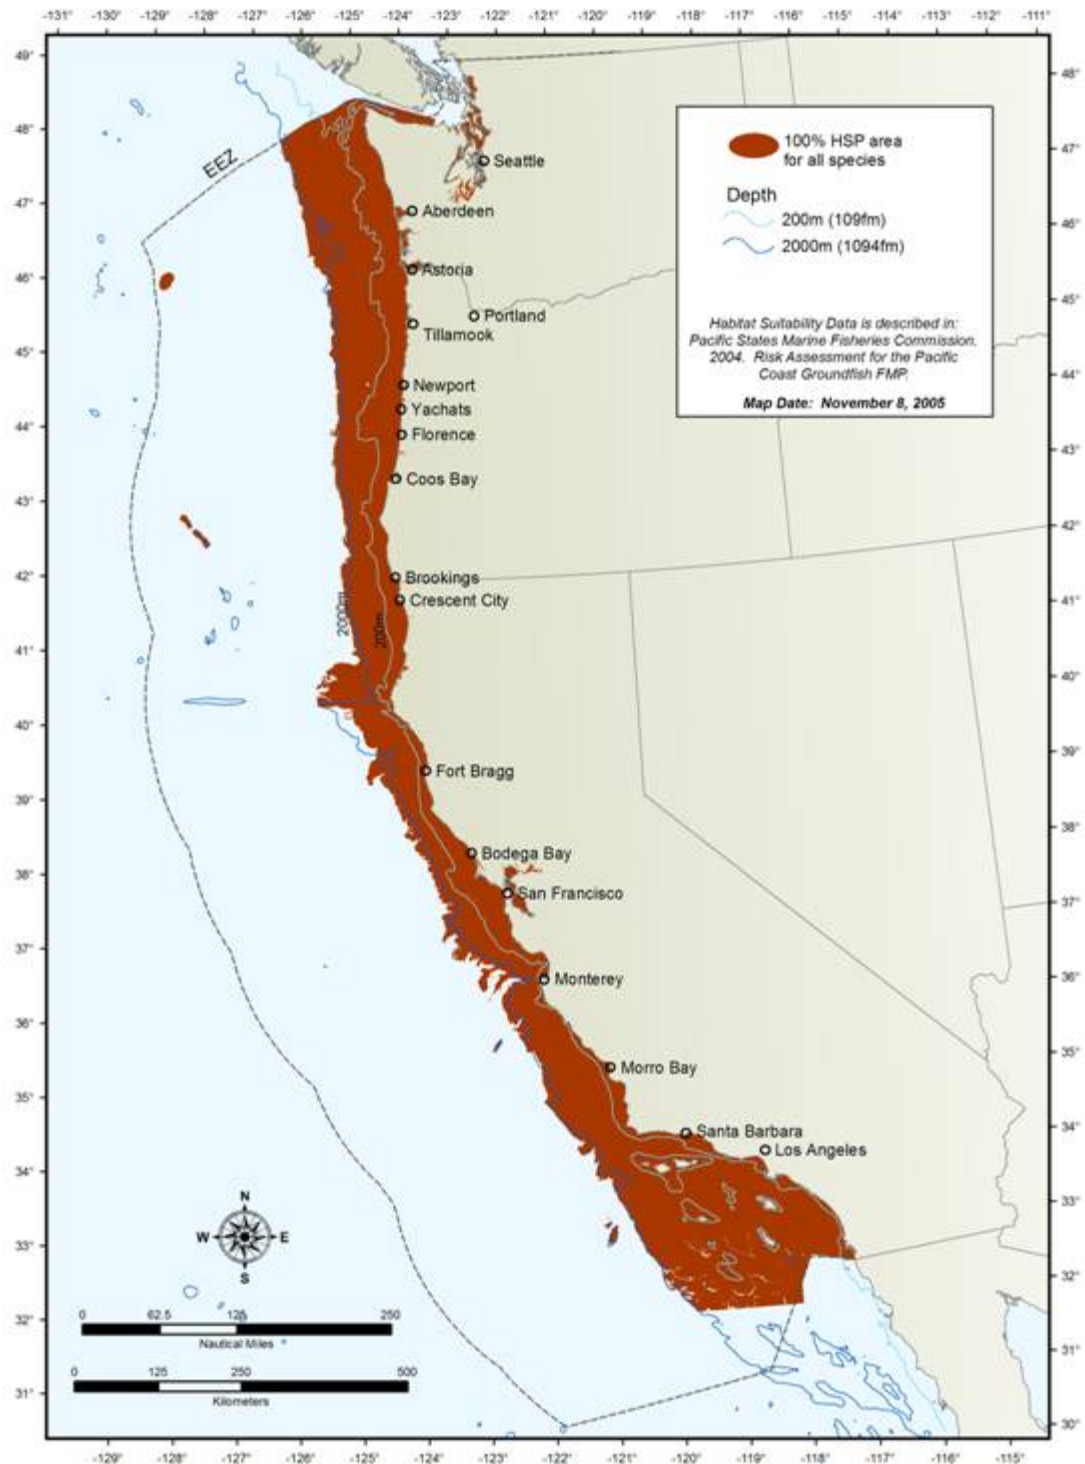 -131° -130° -129° -128° -127° -126° -125° -124° -123° -122° -121° -120° -119° -118° -117° -116° -115° -114° -113° -112° -111°
49°
48°
47°
46°
45°
44°
43°
42°
41°
40°
39°
38°
37°
36°
35°
34°
33°
32°
31°
EEZ
Seattle
Aberdeen
Astoria
Portland
Tillamook
Newport
Yachats
Florence
Coos Bay
Brookings
Crescent City
2000m
200m
Fort Bragg
Bodega Bay
San Francisco
Monterey
Morro Bay
Santa Barbara
Los Angeles
100% HSP area
for all species
Depth
200m (109fm)
2000m (1094fm)
Habitat Suitability Data is described in:
Pacific States Marine Fisheries Commission.
2004. Risk Assessment for the Pacific
Coast Groundfish FMP.
Map Date: November 8, 2005
N
W E
S
0 62.5 125 250
Nautical Miles
0 125 250 500
Kilometers
48°
47°
46°
45°
44°
43°
42°
41°
40°
39°
38°
37°
36°
35°
34°
33°
32°
31°
30°
-129° -128° -127° -126° -125° -124° -123° -122° -121° -120° -119° -118° -117° -116° -115°